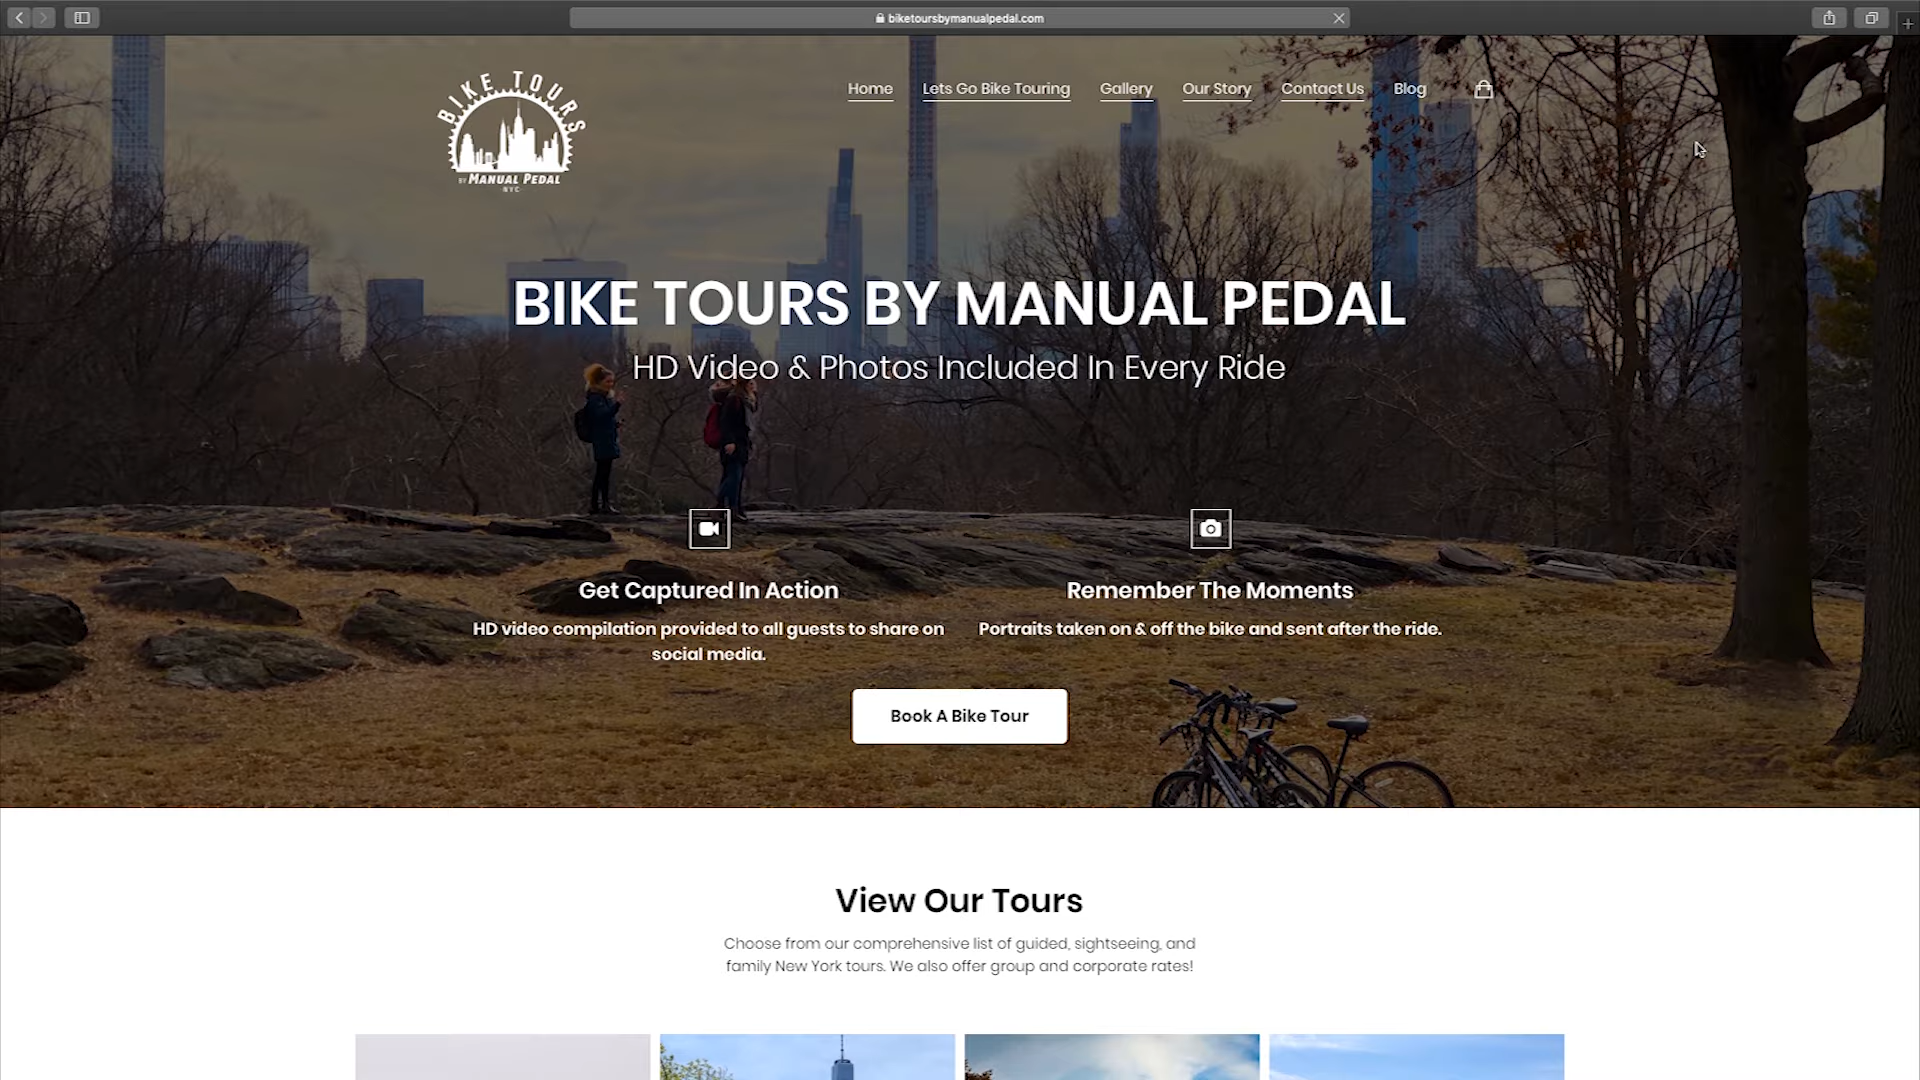 biketoursbymanualpedal.com
BIKE TOURS
BY MANUAL PEDAL
NYC
Home Lets Go Bike Touring Gallery Our Story Contact Us Blog
BIKE TOURS BY MANUAL PEDAL
HD Video & Photos Included In Every Ride
Get Captured In Action
HD video compilation provided to all guests to share on
social media.
Remember The Moments
Portraits taken on & off the bike and sent after the ride.
Book A Bike Tour
View Our Tours
Choose from our comprehensive list of guided, sightseeing, and
family New York tours. We also offer group and corporate rates!